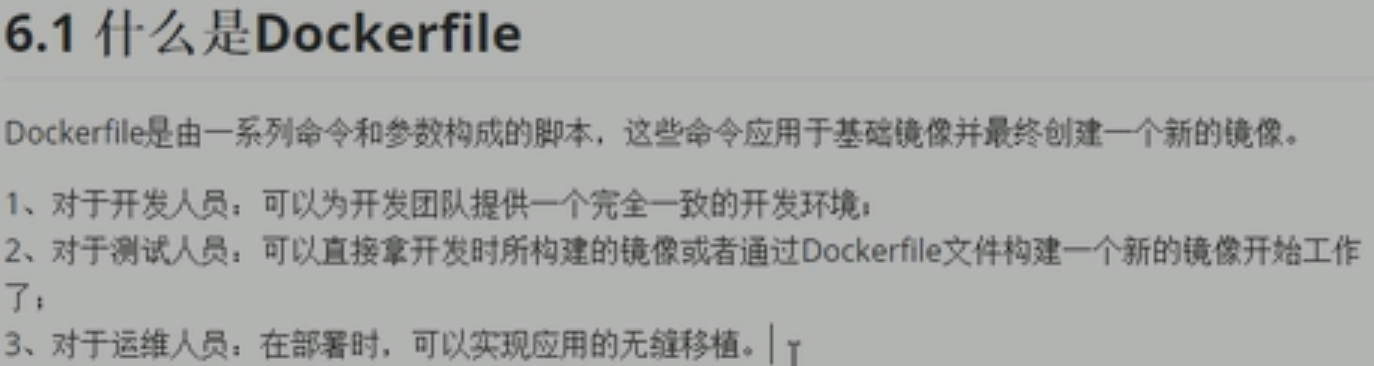 6.1 什么是Dockerfile
Dockerfile是由一系列命令和参数构成的脚本，这些命令应用于基础镜像并最终创建一个新的镜像。
1、对于开发人员：可以为开发团队提供一个完全一致的开发环境；
2、对于测试人员：可以直接拿开发时所构建的镜像或者通过Dockerfile文件构建一个新的镜像开始工作
了；
3、对于运维人员：在部署时，可以实现应用的无缝移植。